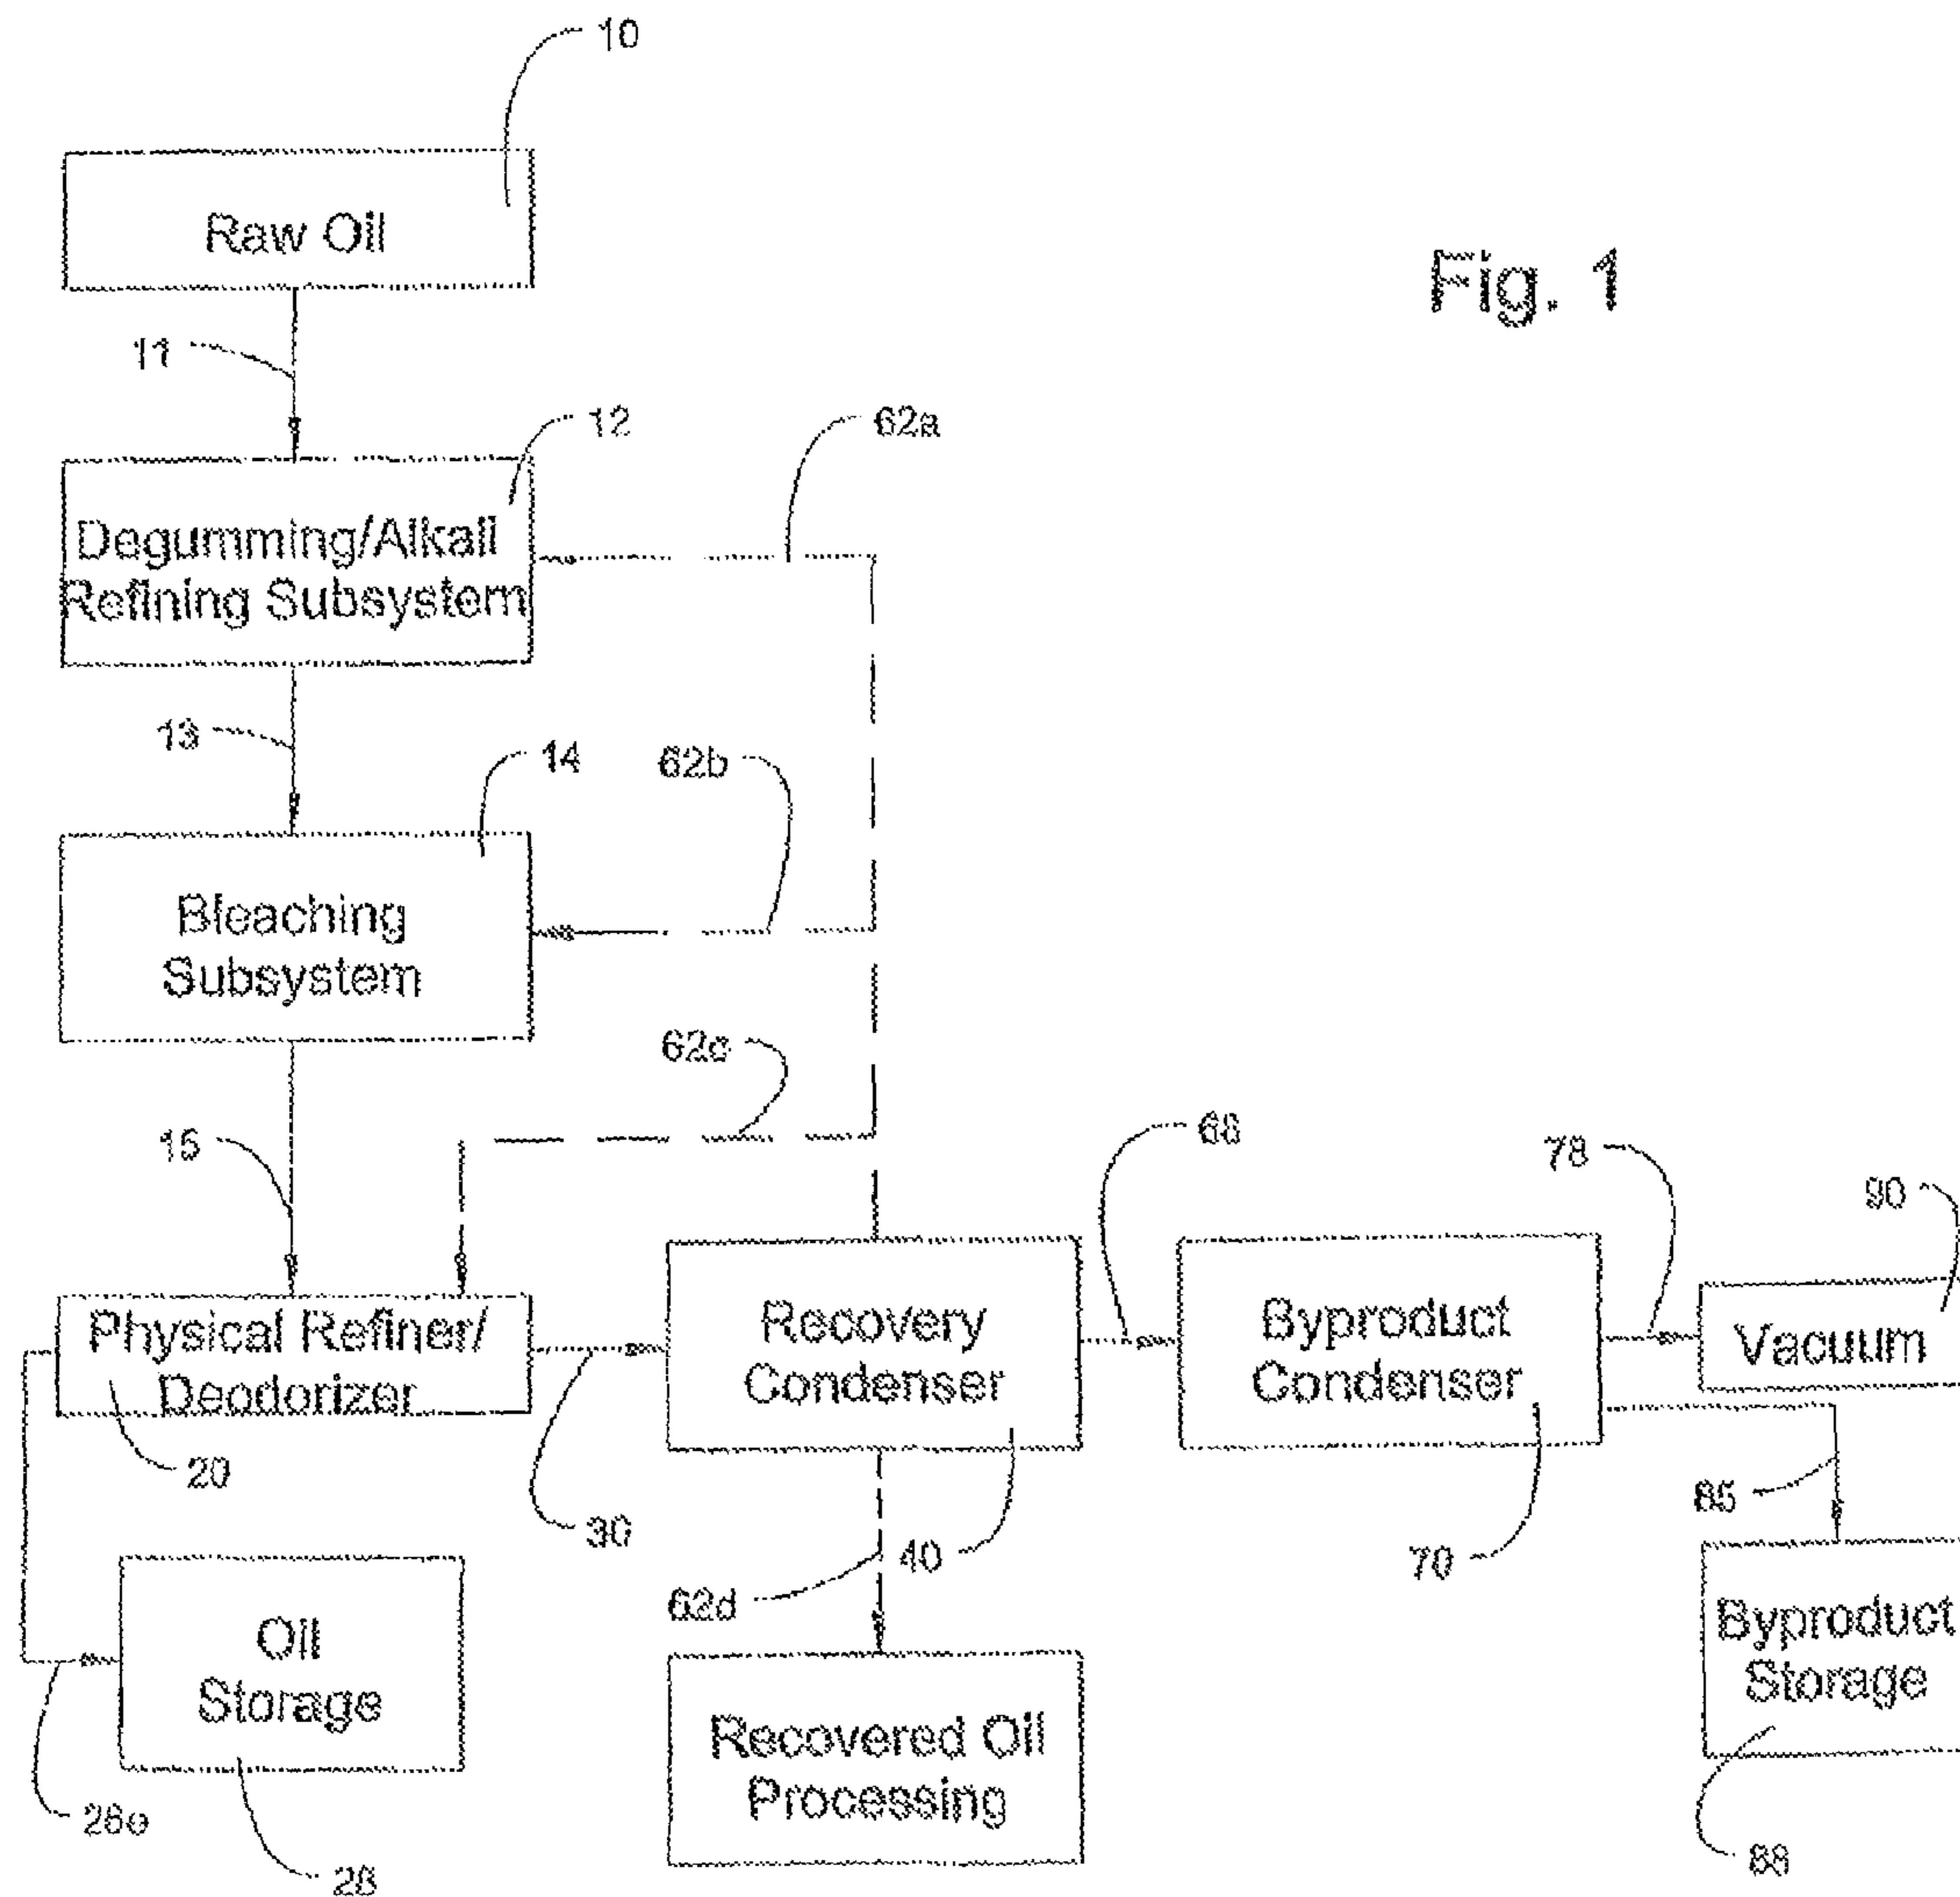 10
Raw Oil
Fig. 1
11
12
62a
Degumming/Alkali
Refining Subsystem
13
14
62b
Bleaching
Subsystem
62c
15
68
78
90
Physical Refiner/
Deodorizer
Recovery
Condenser
Byproduct
Condenser
Vacuum
20
30
40
70
85
62d
Oil
Storage
Byproduct
Storage
Recovered Oil
Processing
28
88